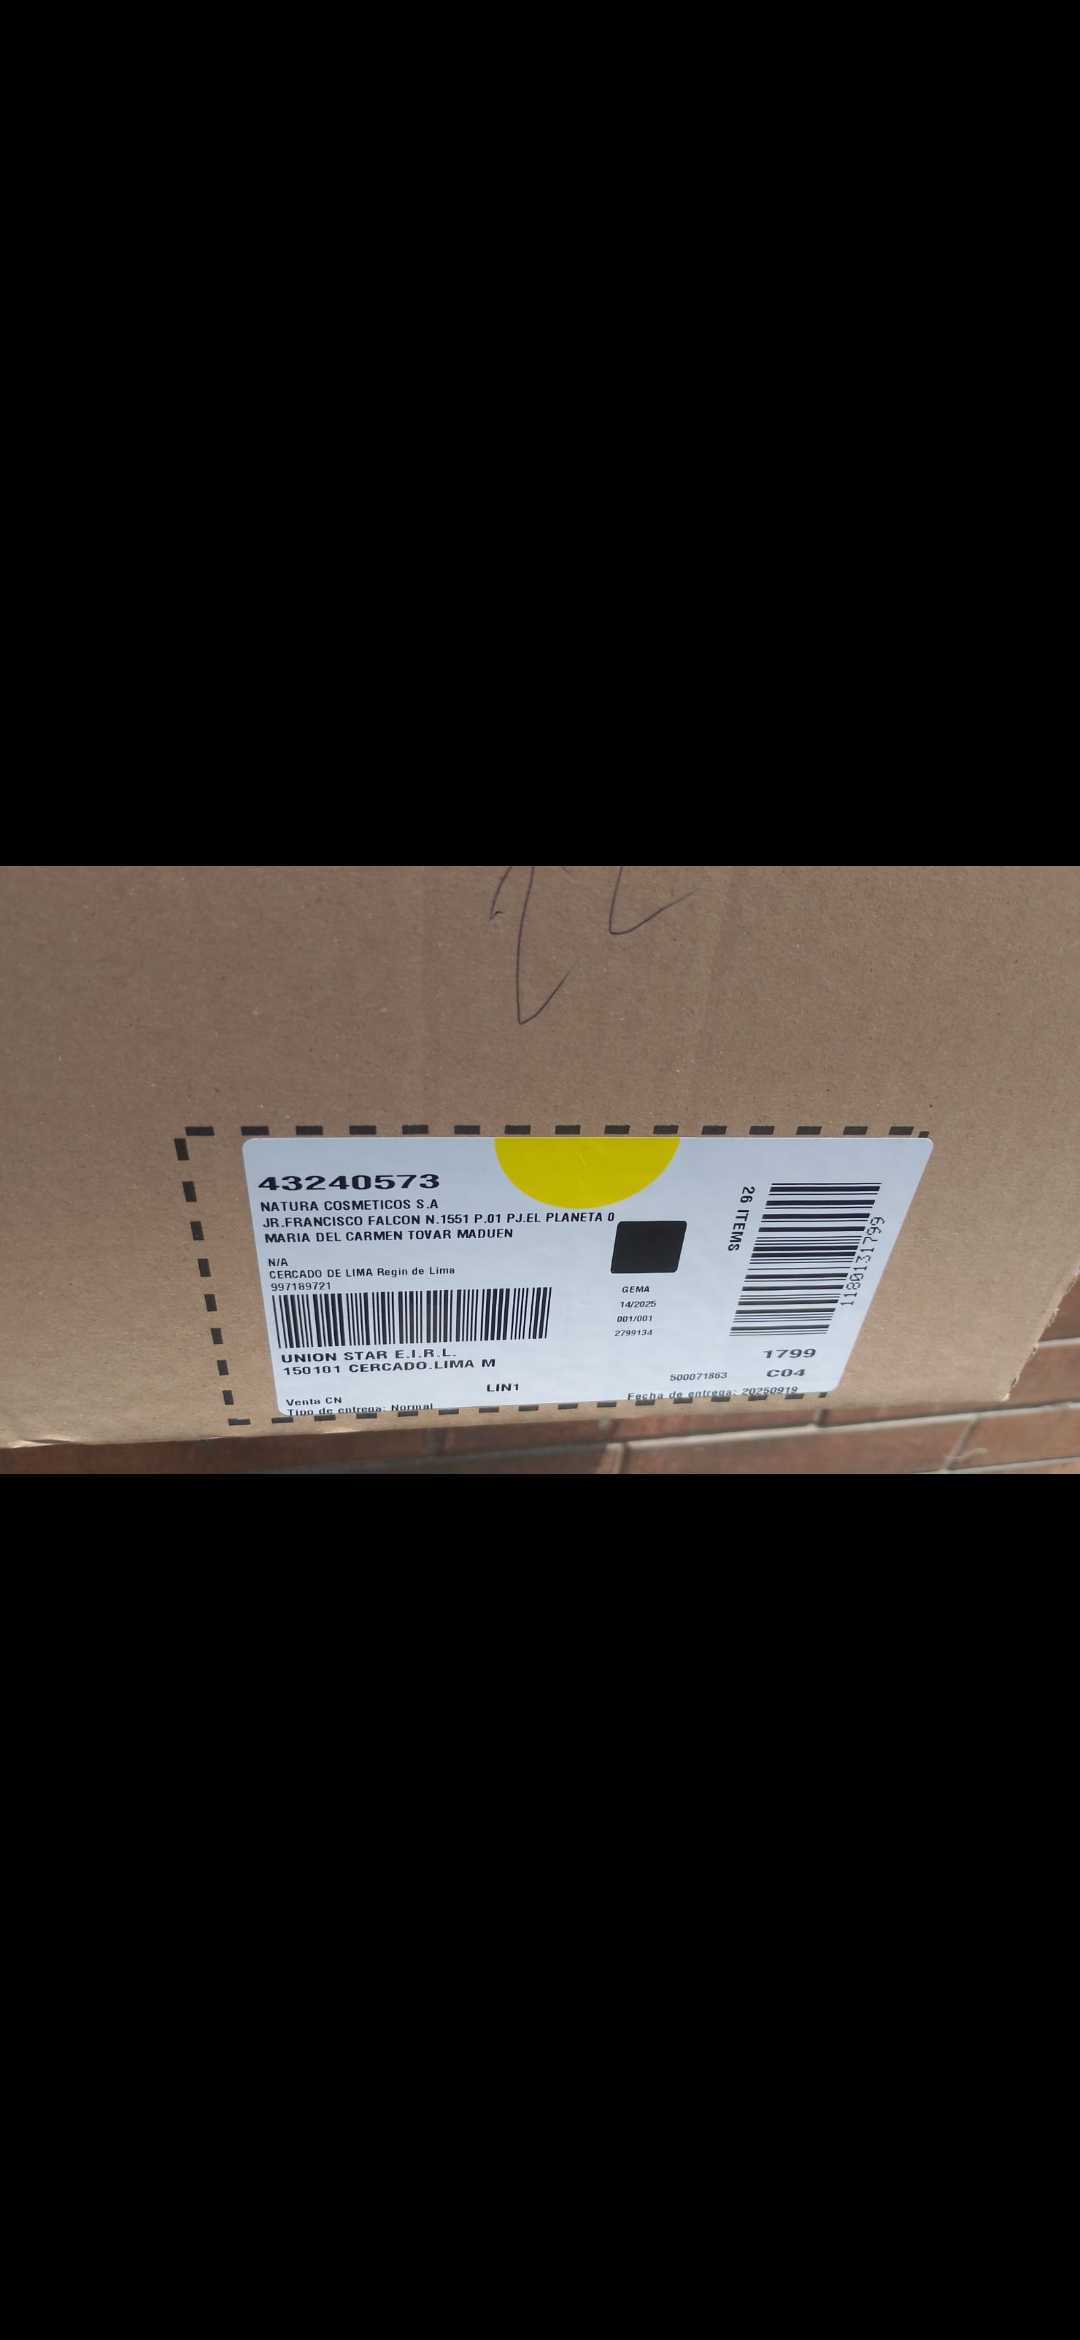 43240573
NATURA COSMETICOS S.A
JR.FRANCISCO FALCON N.1551 P.01 PJ.EL PLANETA 0
MARIA DEL CARMEN TOVAR MADUEN
N/A
CERCADO DE LIMA Regin de Lima
997189721
UNION STAR E.I.R.L.
150101 CERCADO.LIMA M
LIN1
Venta CN
Tipo de entrega: Normal
GEMA
14/2025
001/001
2799134
26 ITEMS
1180131799
1799
500071863
C04
Fecha de entrega: 20250919